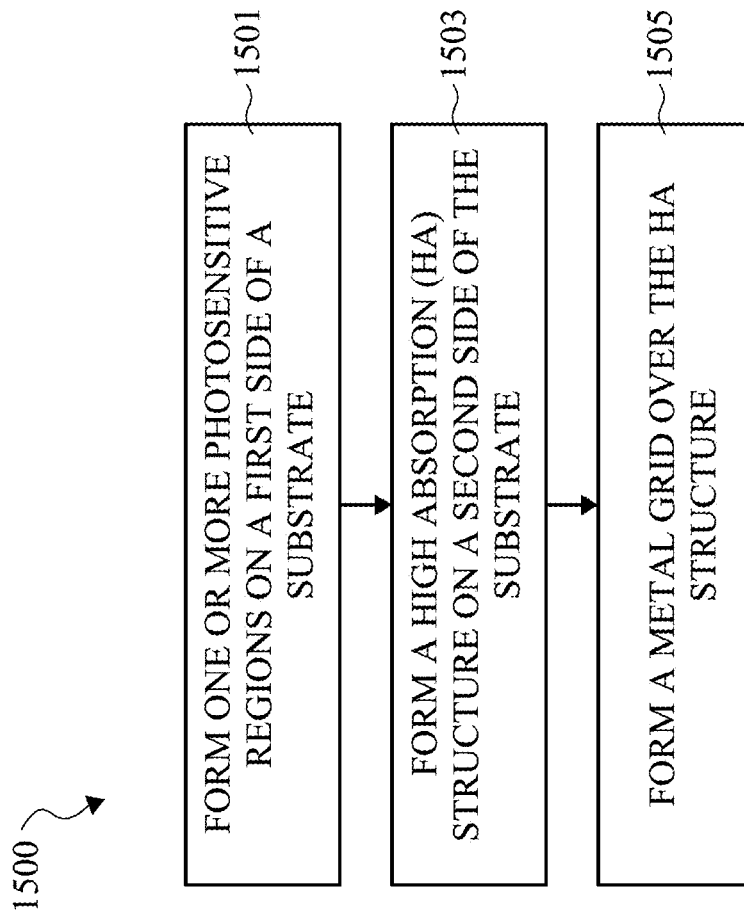 1500
FORM ONE OR MORE PHOTOSENSITIVE
REGIONS ON A FIRST SIDE OF A
SUBSTRATE
1501
FORM A HIGH ABSORPTION (HA)
STRUCTURE ON A SECOND SIDE OF THE
SUBSTRATE
1503
FORM A METAL GRID OVER THE HA
STRUCTURE
1505